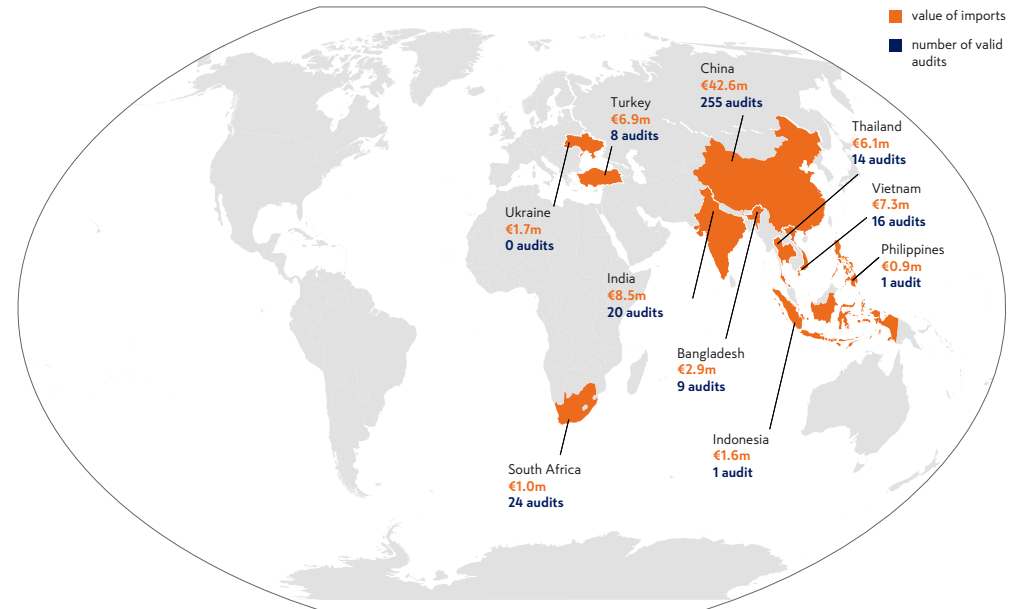 value of imports
number of valid
audits
China
€42.6m
255 audits
Turkey
€6.9m
8 audits
Thailand
€6.1m
14 audits
Vietnam
€7.3m
16 audits
Ukraine
€1.7m
0 audits
Philippines
€0.9m
1 audit
India
€8.5m
20 audits
Bangladesh
€2.9m
9 audits
Indonesia
€1.6m
1 audit
South Africa
€1.0m
24 audits